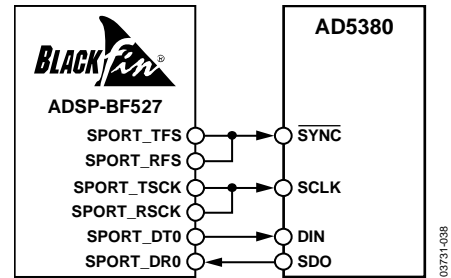 BLACKfin®
ADSP-BF527
AD5380
SPORT_TFS
SYNC
SPORT_RFS
SPORT_TSCK
SCLK
SPORT_RSCK
SPORT_DT0
DIN
SPORT_DR0
SDO
03731-038